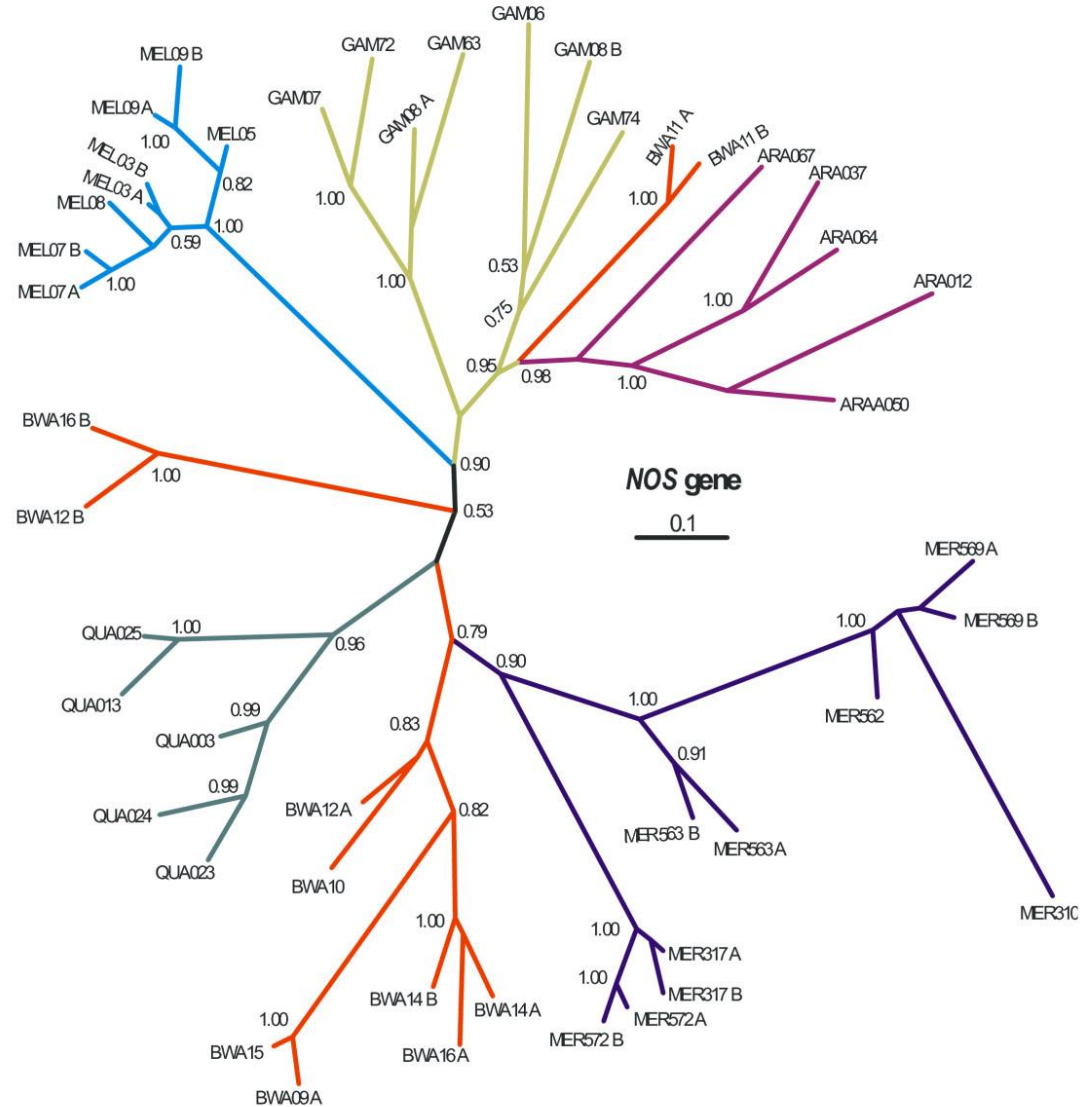 GAM06
MEL09 B
GAM72
GAM63
GAM08 B
GAM07
MEL09 A
GAM08 A
GAM74
BWA11 A
BWA11 B
1.00
MEL05
ARA067
MEL03 B
ARA037
MEL03 A
0.82
1.00
1.00
MEL08
1.00
0.59
ARA064
MEL07 B
0.53
MEL07 A
1.00
1.00
ARA012
1.00
0.75
0.95
0.98
1.00
ARAA050
BWA16 B
0.90
1.00
NOS gene
0.53
BWA12 B
0.1
MER569 A
QUA025
1.00
0.96
0.79
1.00
MER569 B
0.90
QUA013
0.99
1.00
MER562
QUA003
0.83
0.91
0.99
BWA12 A
0.82
QUA024
MER563 B
MER563 A
QUA023
BWA10
MER310
1.00
1.00
MER317 A
1.00
MER317 B
BWA14 B
BWA14 A
MER572 A
1.00
MER572 B
BWA15
BWA16 A
BWA09 A